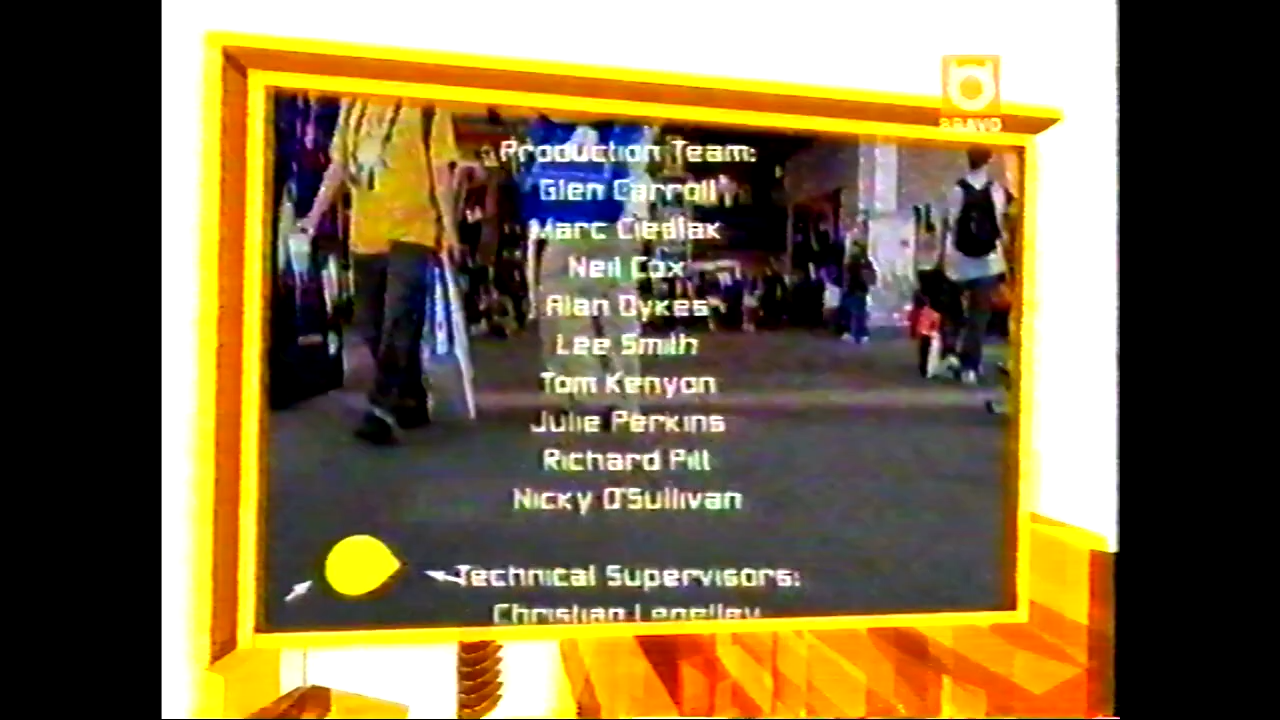 BRAVO
Production Team:
Glen Carroll
Marc Cieslak
Neil Cox
Alan Dykes
Lee Smith
Tom Kenyon
Julie Perkins
Richard Pill
Nicky O'Sullivan
Technical Supervisors:
Christian